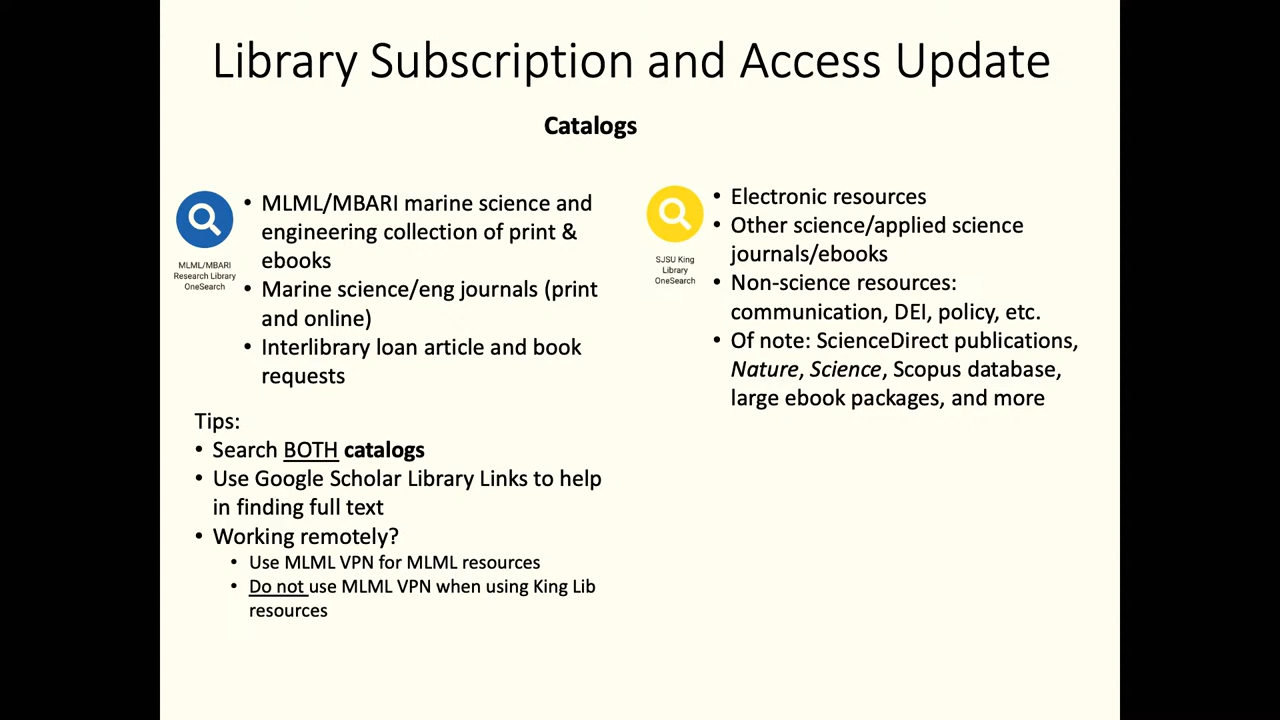 Library Subscription and Access Update
Catalogs
MLML/MBARI
Research Library
OneSearch
• MLML/MBARI marine science and
engineering collection of print &
ebooks
• Marine science/eng journals (print
and online)
• Interlibrary loan article and book
requests
Tips:
• Search BOTH catalogs
• Use Google Scholar Library Links to help
in finding full text
• Working remotely?
• Use MLML VPN for MLML resources
• Do not use MLML VPN when using King Lib
resources
SJSU King
Library
OneSearch
• Electronic resources
• Other science/applied science
journals/ebooks
• Non-science resources:
communication, DEI, policy, etc.
• Of note: ScienceDirect publications,
Nature, Science, Scopus database,
large ebook packages, and more